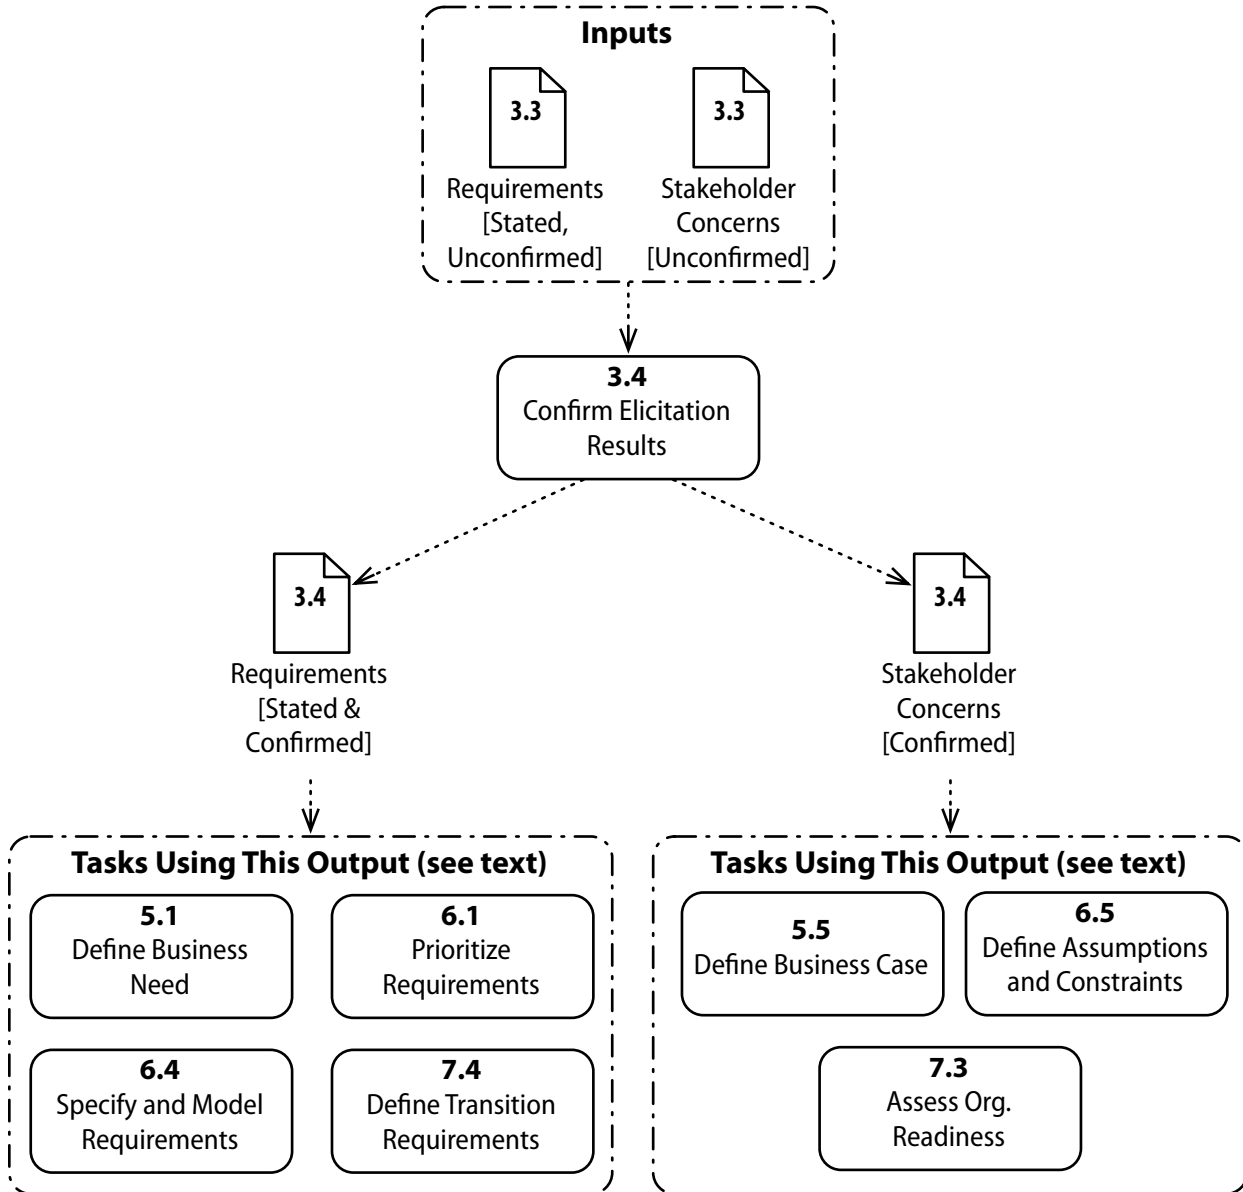 Inputs
3.3
Requirements
[Stated,
Unconfirmed]
3.3
Stakeholder
Concerns
[Unconfirmed]
3.4
Confirm Elicitation
Results
3.4
Requirements
[Stated &
Confirmed]
3.4
Stakeholder
Concerns
[Confirmed]
Tasks Using This Output (see text)
5.1
Define Business
Need
6.1
Prioritize
Requirements
6.4
Specify and Model
Requirements
7.4
Define Transition
Requirements
Tasks Using This Output (see text)
5.5
Define Business Case
6.5
Define Assumptions
and Constraints
7.3
Assess Org.
Readiness